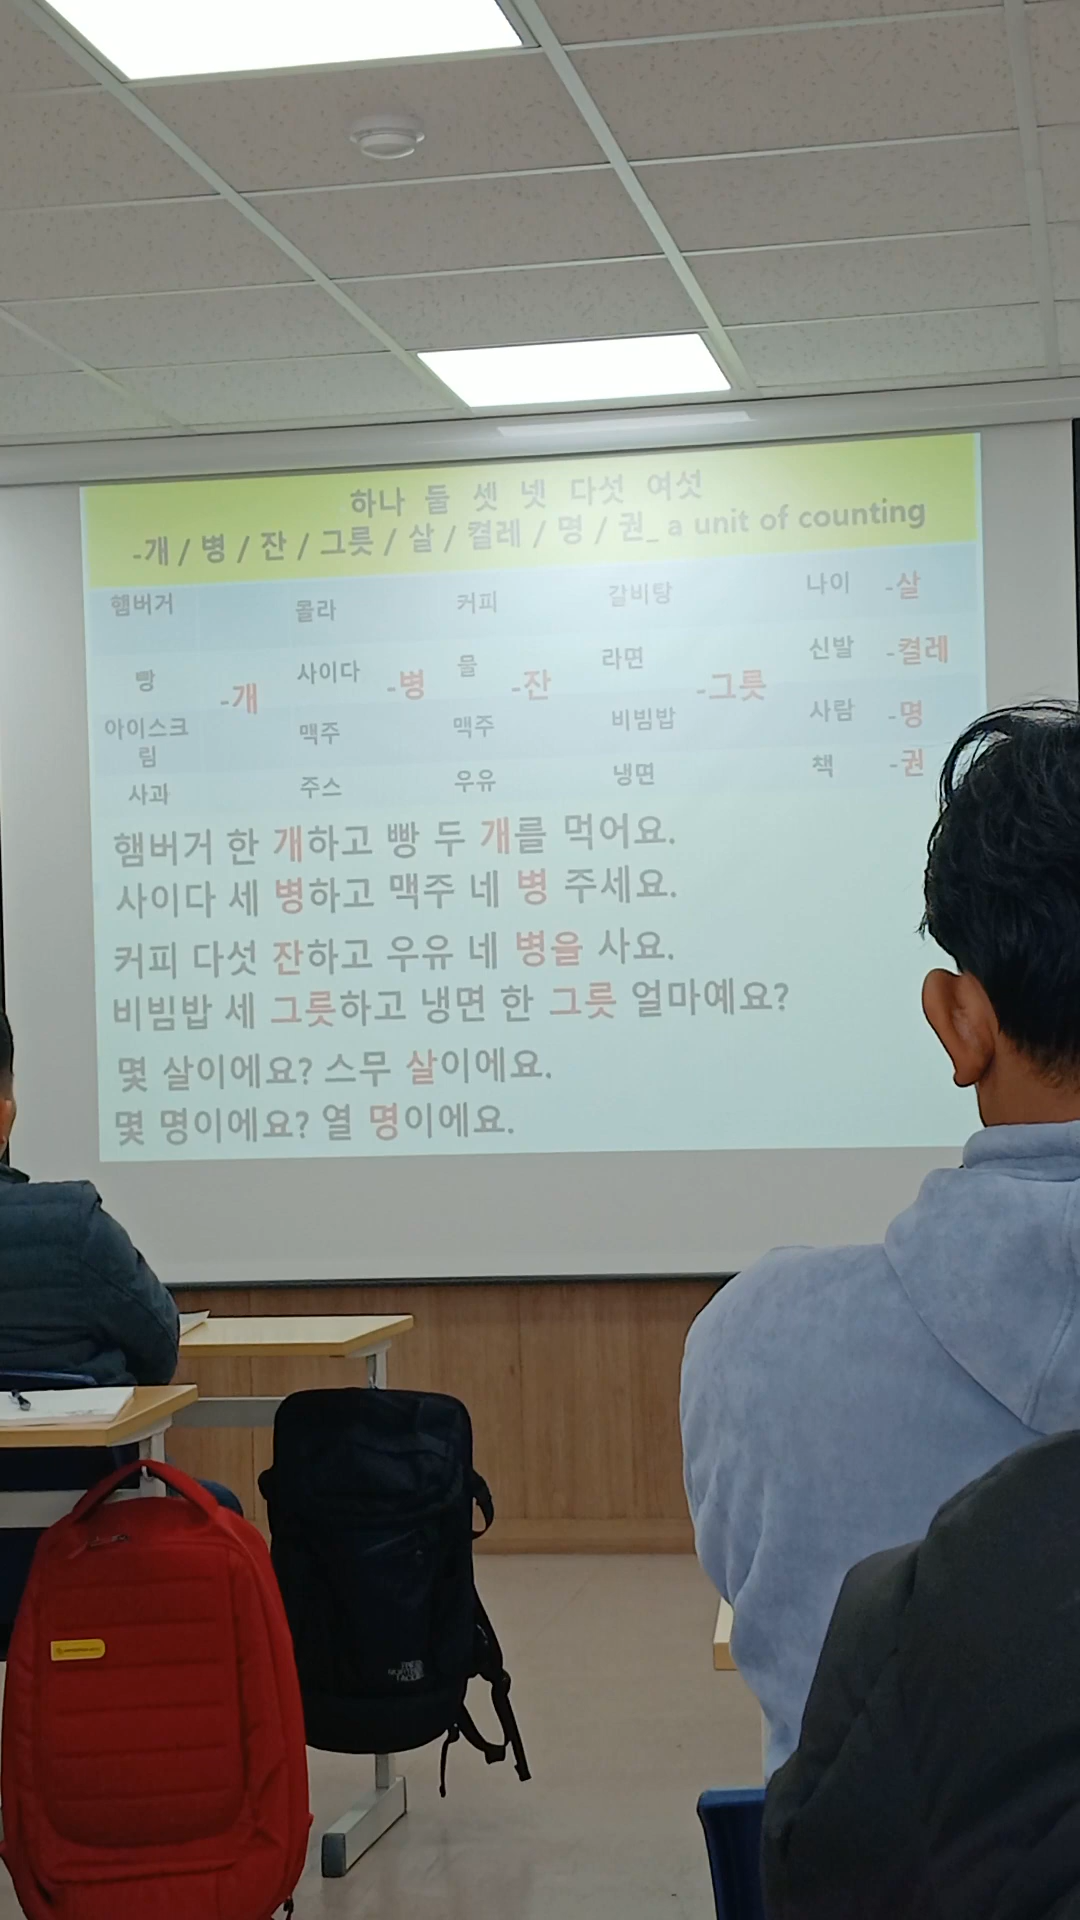 하나 둘 셋 넷 다섯 여섯
-개 / 병 / 잔 / 그릇 / 살 / 켤레 / 명 / 권_ a unit of counting
햄버거 콜라 커피 갈비탕 나이 -살
빵 사이다 물 라면 신발 -켤레
-개 -병 -잔 -그릇
아이스크림 맥주 맥주 비빔밥 사람 -명
사과 주스 우유 냉면 책 -권
햄버거 한 개하고 빵 두 개를 먹어요.
사이다 세 병하고 맥주 네 병 주세요.
커피 다섯 잔하고 우유 네 병을 사요.
비빔밥 세 그릇하고 냉면 한 그릇 얼마예요?
몇 살이에요? 스무 살이에요.
몇 명이에요? 열 명이에요.
THE
NORTH
FACE